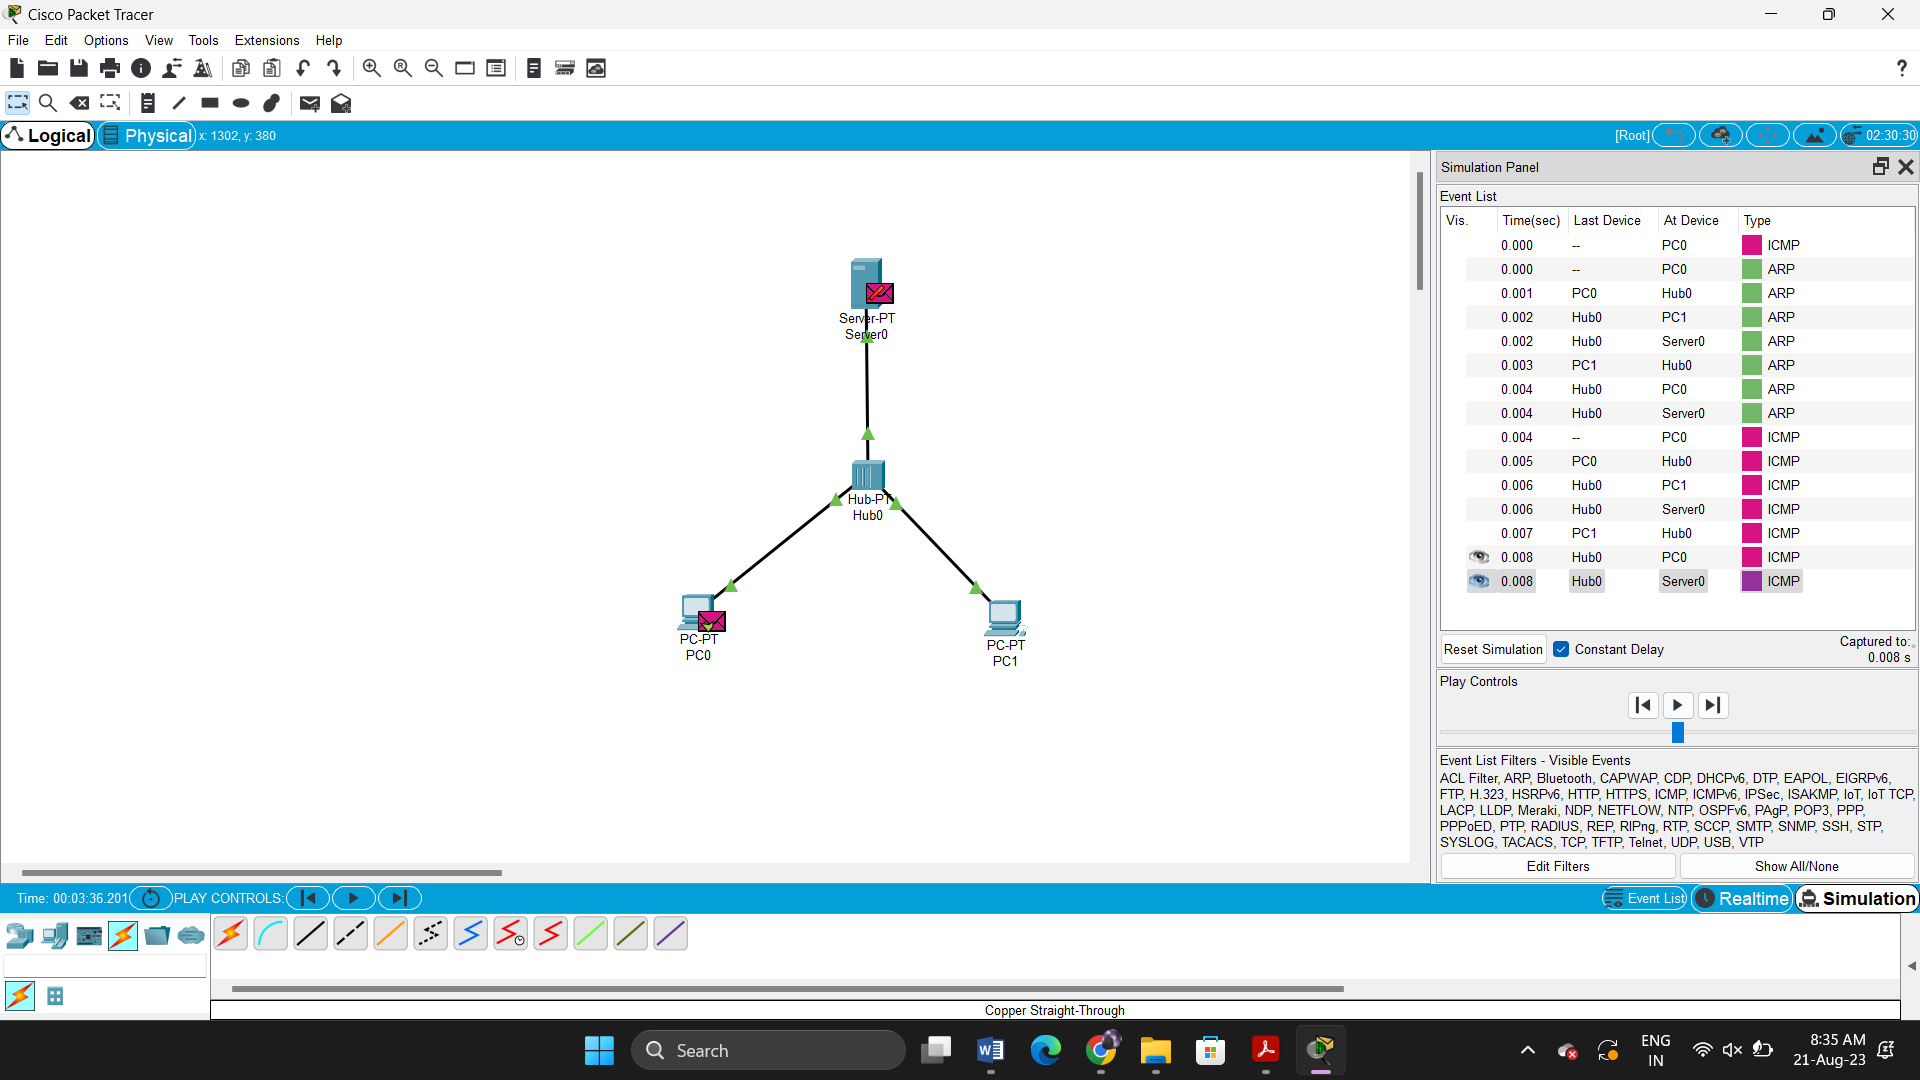 Cisco Packet Tracer
File Edit Options View Tools Extensions Help
?
Logical Physical x: 1302, y: 380 [Root] 02:30:30
Server-PT
Server0
Hub-PT
Hub0
PC-PT
PC0
PC-PT
PC1
Simulation Panel
Event List
Vis. Time(sec) Last Device At Device Type
0.000 -- PC0 ICMP
0.000 -- PC0 ARP
0.001 PC0 Hub0 ARP
0.002 Hub0 PC1 ARP
0.002 Hub0 Server0 ARP
0.003 PC1 Hub0 ARP
0.004 Hub0 PC0 ARP
0.004 Hub0 Server0 ARP
0.004 -- PC0 ICMP
0.005 PC0 Hub0 ICMP
0.006 Hub0 PC1 ICMP
0.006 Hub0 Server0 ICMP
0.007 PC1 Hub0 ICMP
0.008 Hub0 PC0 ICMP
0.008 Hub0 Server0 ICMP
Reset Simulation Constant Delay Captured to:
0.008 s
Play Controls
Event List Filters - Visible Events
ACL Filter, ARP, Bluetooth, CAPWAP, CDP, DHCPv6, DTP, EAPOL, EIGRPv6,
FTP, H.323, HSRPv6, HTTP, HTTPS, ICMP, ICMPv6, IPSec, ISAKMP, IoT, IoT TCP,
LACP, LLDP, Meraki, NDP, NETFLOW, NTP, OSPFv6, PAgP, POP3, PPP,
PPPoED, PTP, RADIUS, REP, RIPng, RTP, SCCP, SMTP, SNMP, SSH, STP,
SYSLOG, TACACS, TCP, TFTP, Telnet, UDP, USB, VTP
Edit Filters Show All/None
Time: 00:03:36.201 PLAY CONTROLS: Event List Realtime Simulation
Copper Straight-Through
Search
ENG
IN
8:35 AM
21-Aug-23